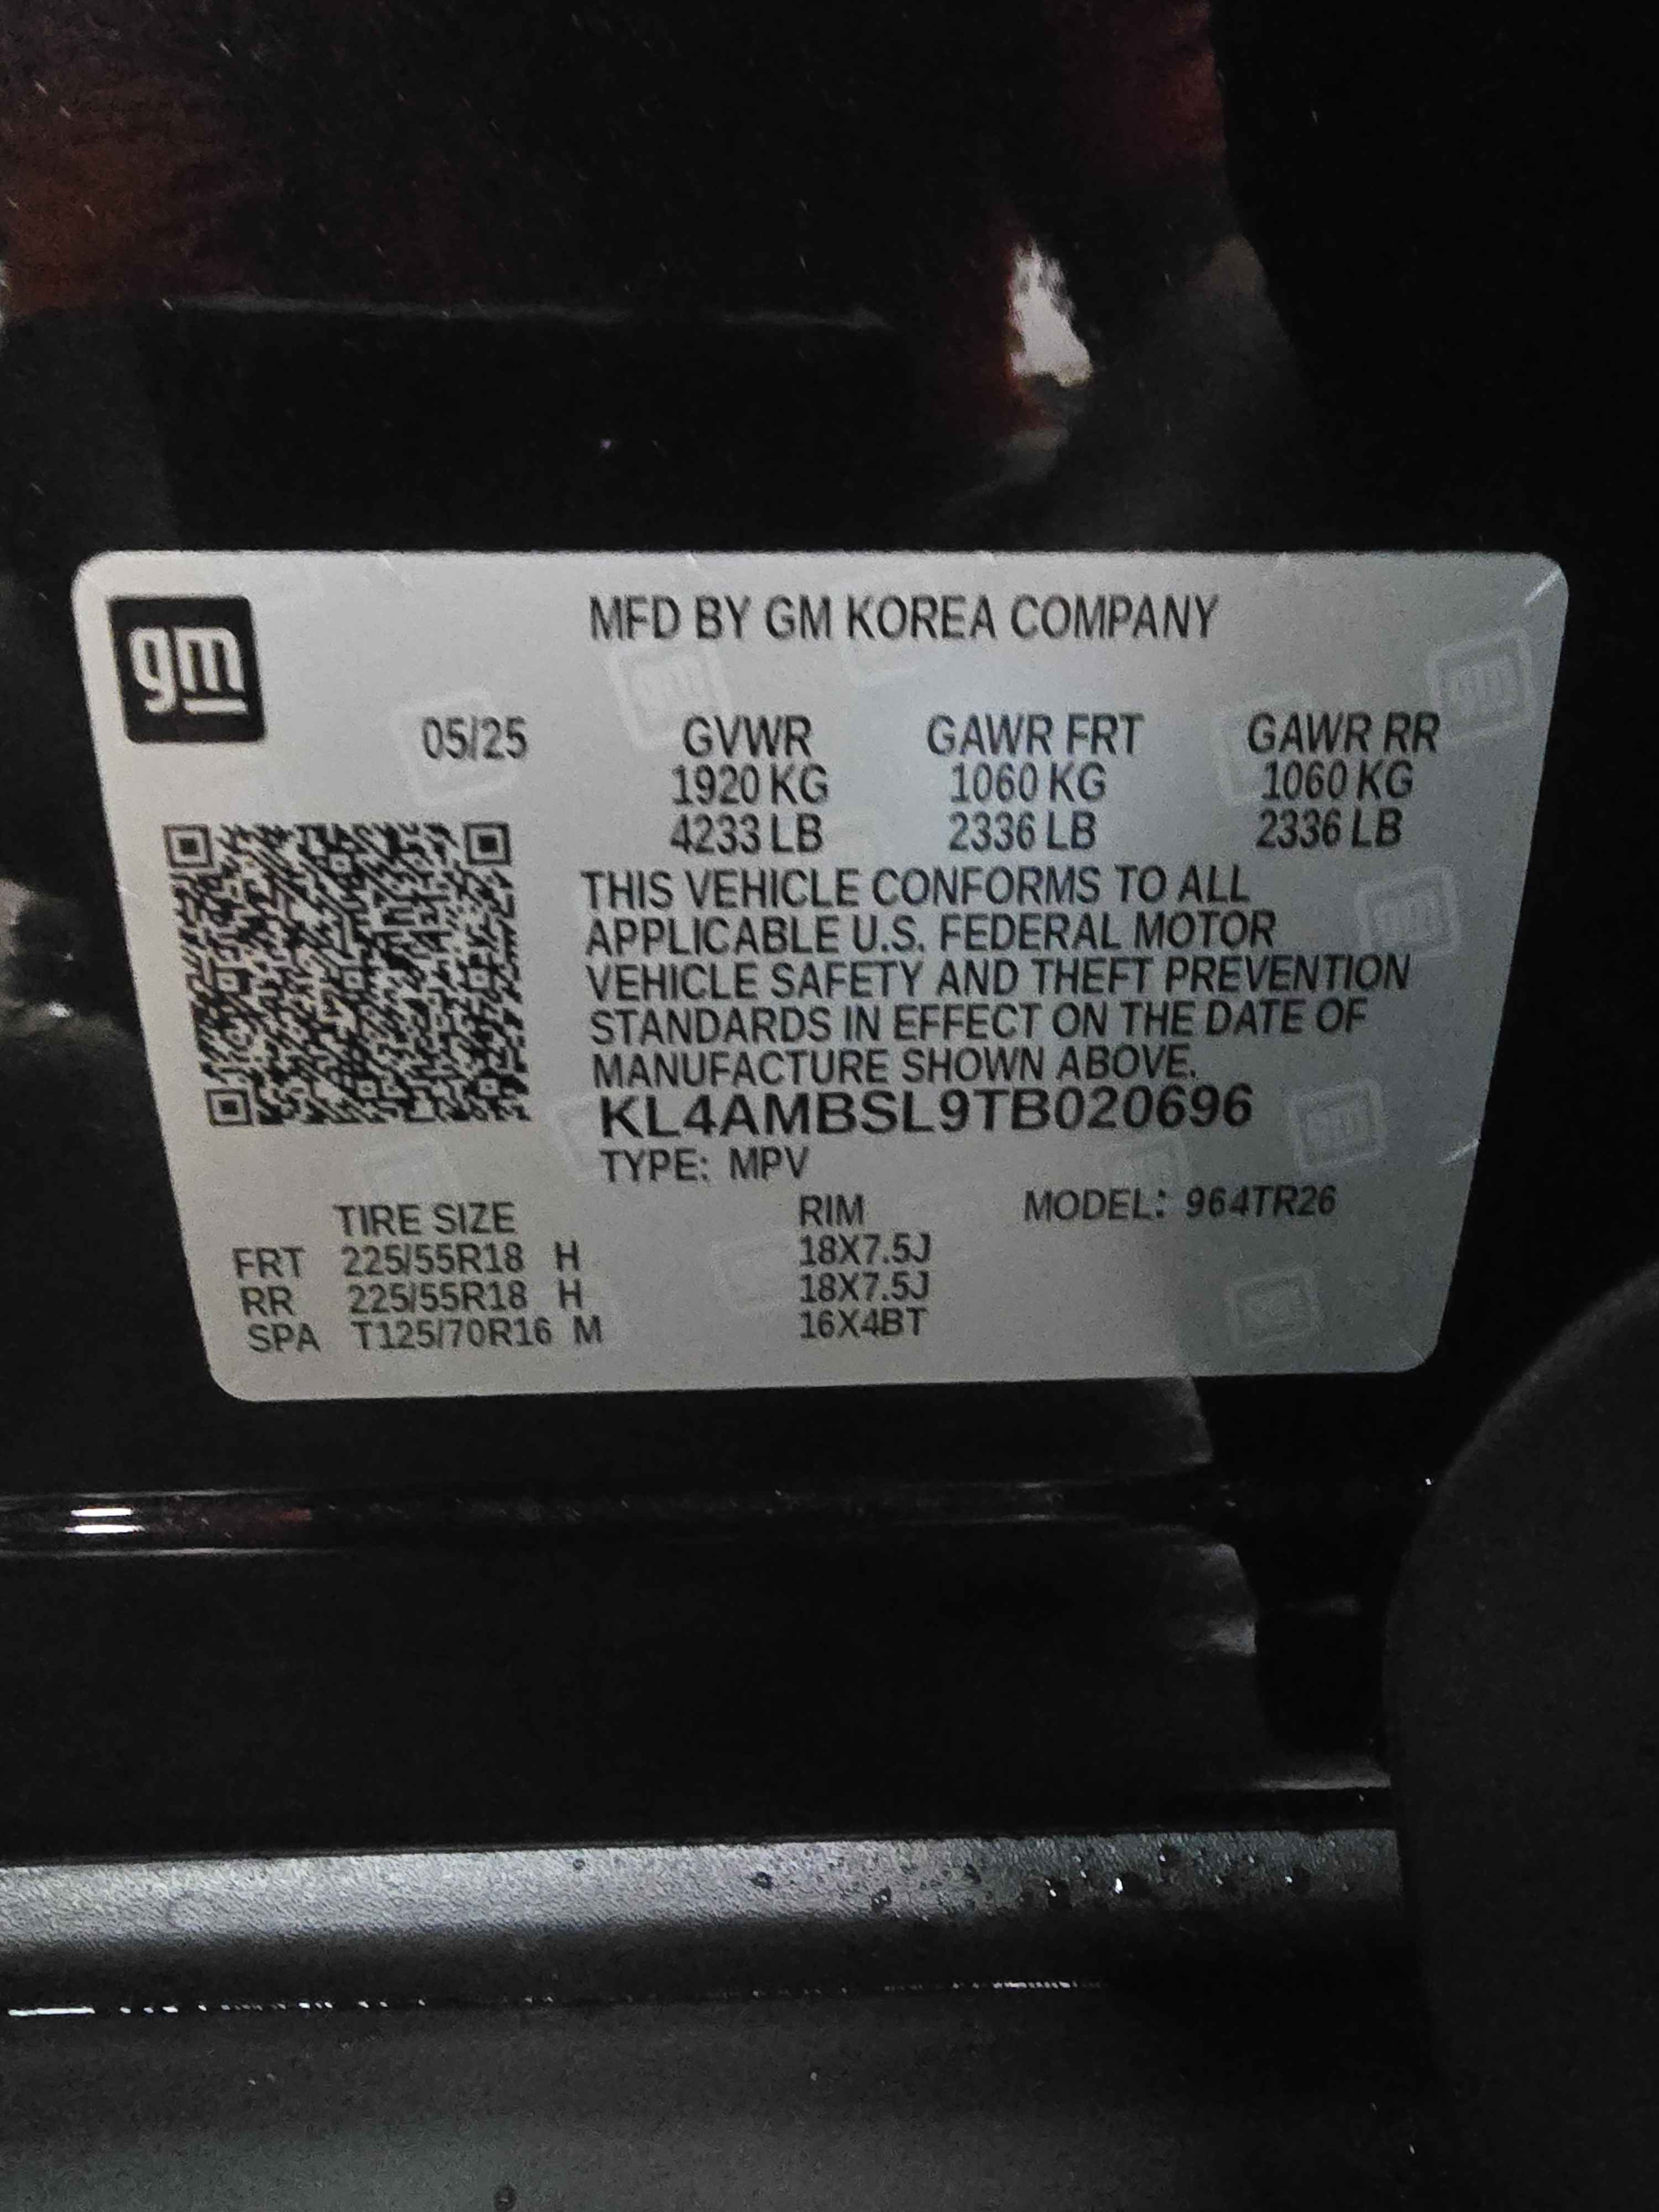 gm
MFD BY GM KOREA COMPANY
05/25 GVWR GAWR FRT GAWR RR
1920 KG 1060 KG 1060 KG
4233 LB 2336 LB 2336 LB
THIS VEHICLE CONFORMS TO ALL
APPLICABLE U.S. FEDERAL MOTOR
VEHICLE SAFETY AND THEFT PREVENTION
STANDARDS IN EFFECT ON THE DATE OF
MANUFACTURE SHOWN ABOVE.
KL4AMBSL9TB020696
TYPE: MPV
TIRE SIZE RIM MODEL: 964TR26
FRT 225/55R18 H 18X7.5J
RR 225/55R18 H 18X7.5J
SPA T125/70R16 M 16X4BT